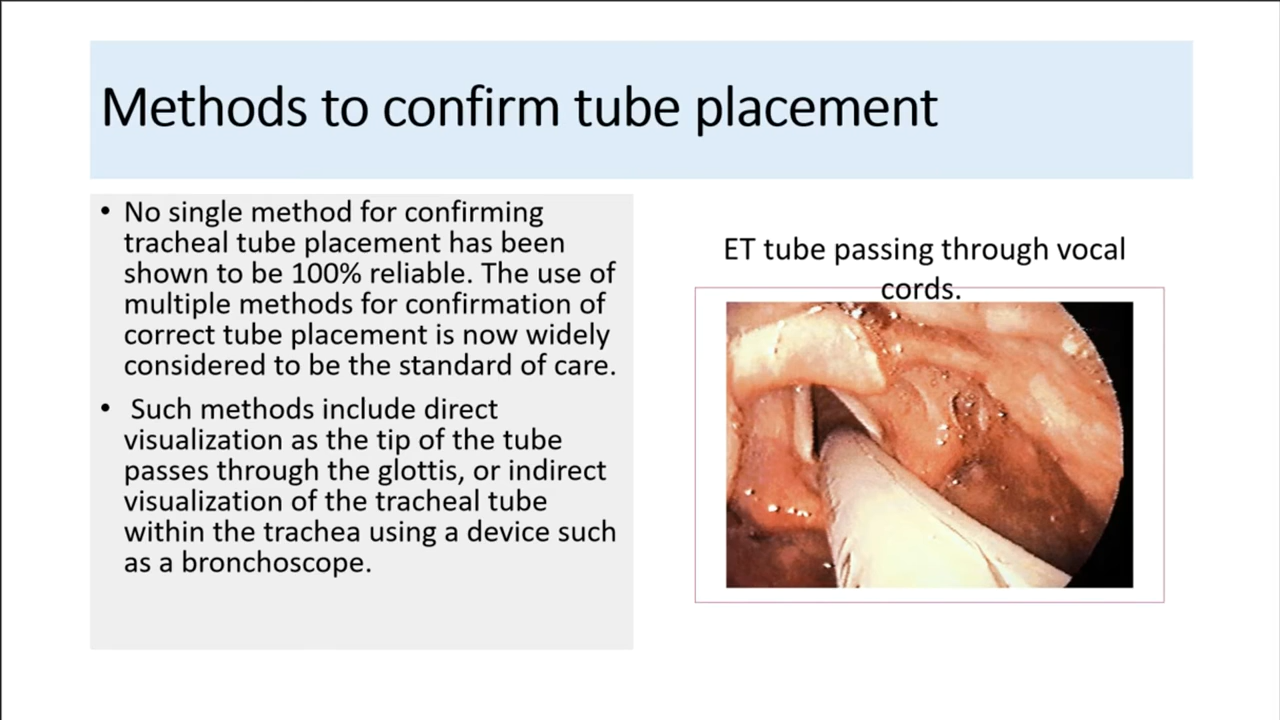 Methods to confirm tube placement
• No single method for confirming
tracheal tube placement has been
shown to be 100% reliable. The use of
multiple methods for confirmation of
correct tube placement is now widely
considered to be the standard of care.
• Such methods include direct
visualization as the tip of the tube
passes through the glottis, or indirect
visualization of the tracheal tube
within the trachea using a device such
as a bronchoscope.
ET tube passing through vocal
cords.